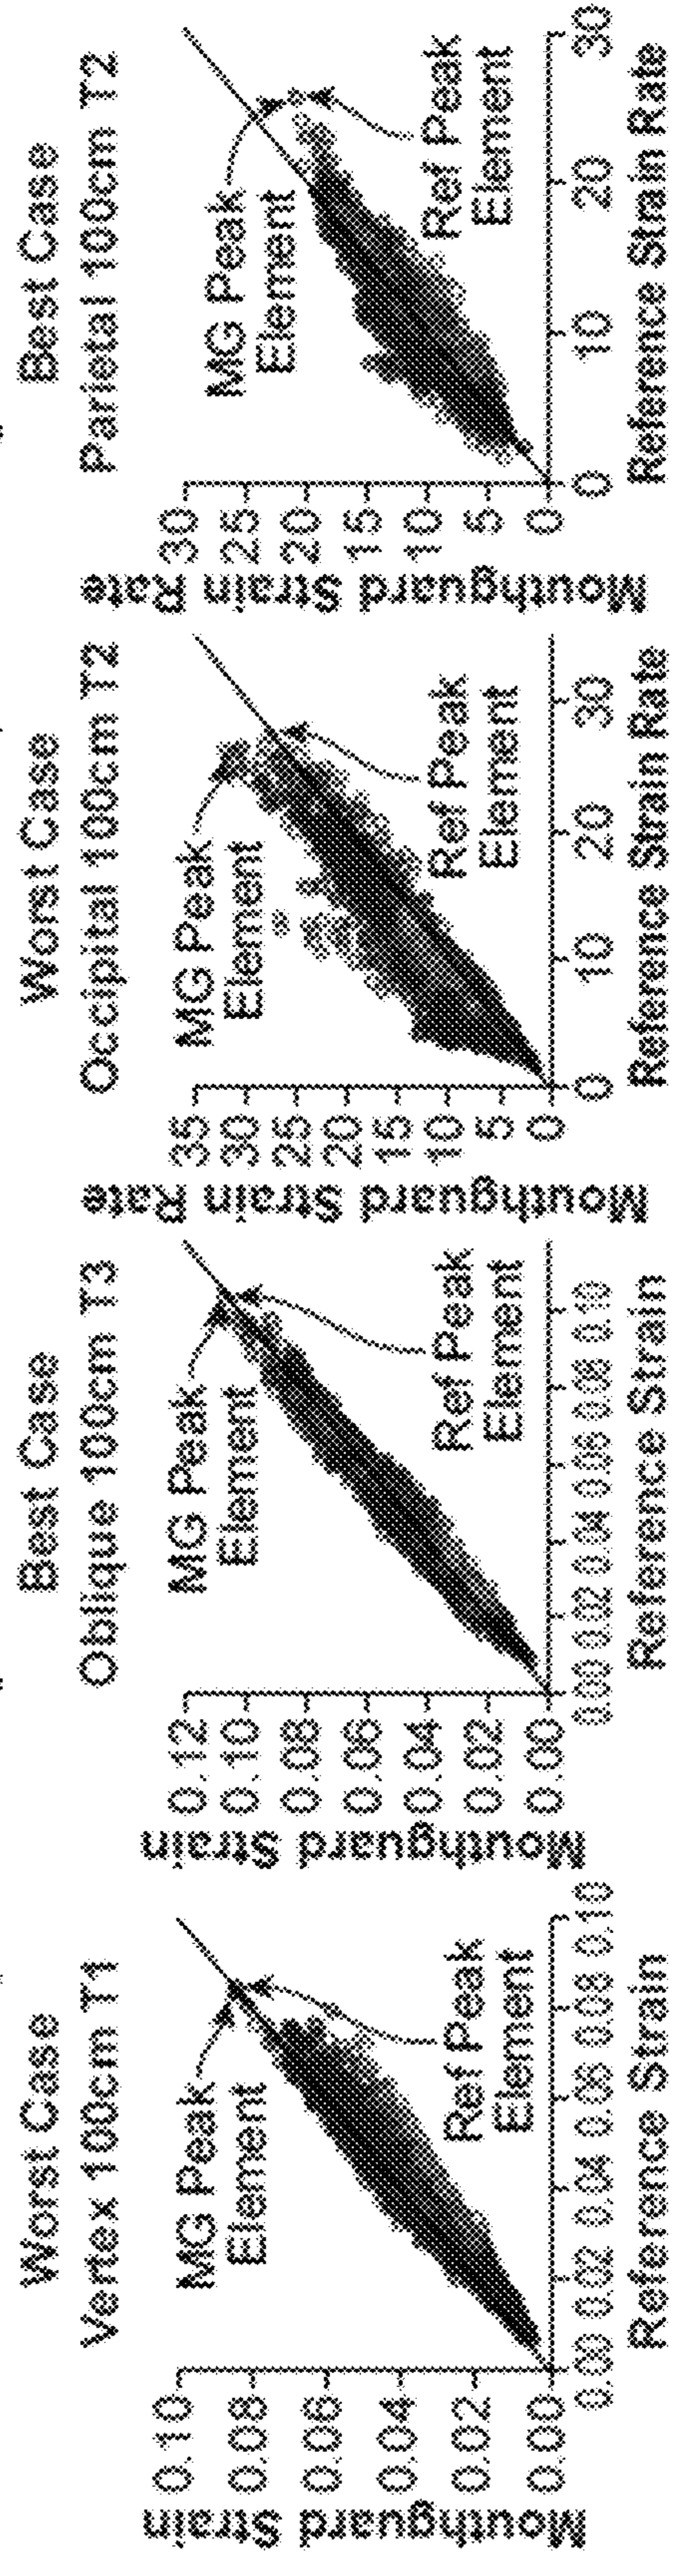 Worst Case
Vertex 100cm T1
Mouthguard Strain
0.10
0.08
0.06
0.04
0.02
0.00
MG Peak
Element
Ref Peak
Element
0.00 0.02 0.04 0.06 0.08 0.10
Reference Strain
Best Case
Oblique 100cm T3
Mouthguard Strain
0.12
0.10
0.08
0.06
0.04
0.02
0.00
MG Peak
Element
Ref Peak
Element
0.00 0.02 0.04 0.06 0.08 0.10
Reference Strain
Worst Case
Occipital 100cm T2
Mouthguard Strain Rate
35
30
25
20
15
10
5
0
MG Peak
Element
Ref Peak
Element
0 10 20 30
Reference Strain Rate
Best Case
Parietal 100cm T2
Mouthguard Strain Rate
30
25
20
15
10
5
0
MG Peak
Element
Ref Peak
Element
0 10 20 30
Reference Strain Rate